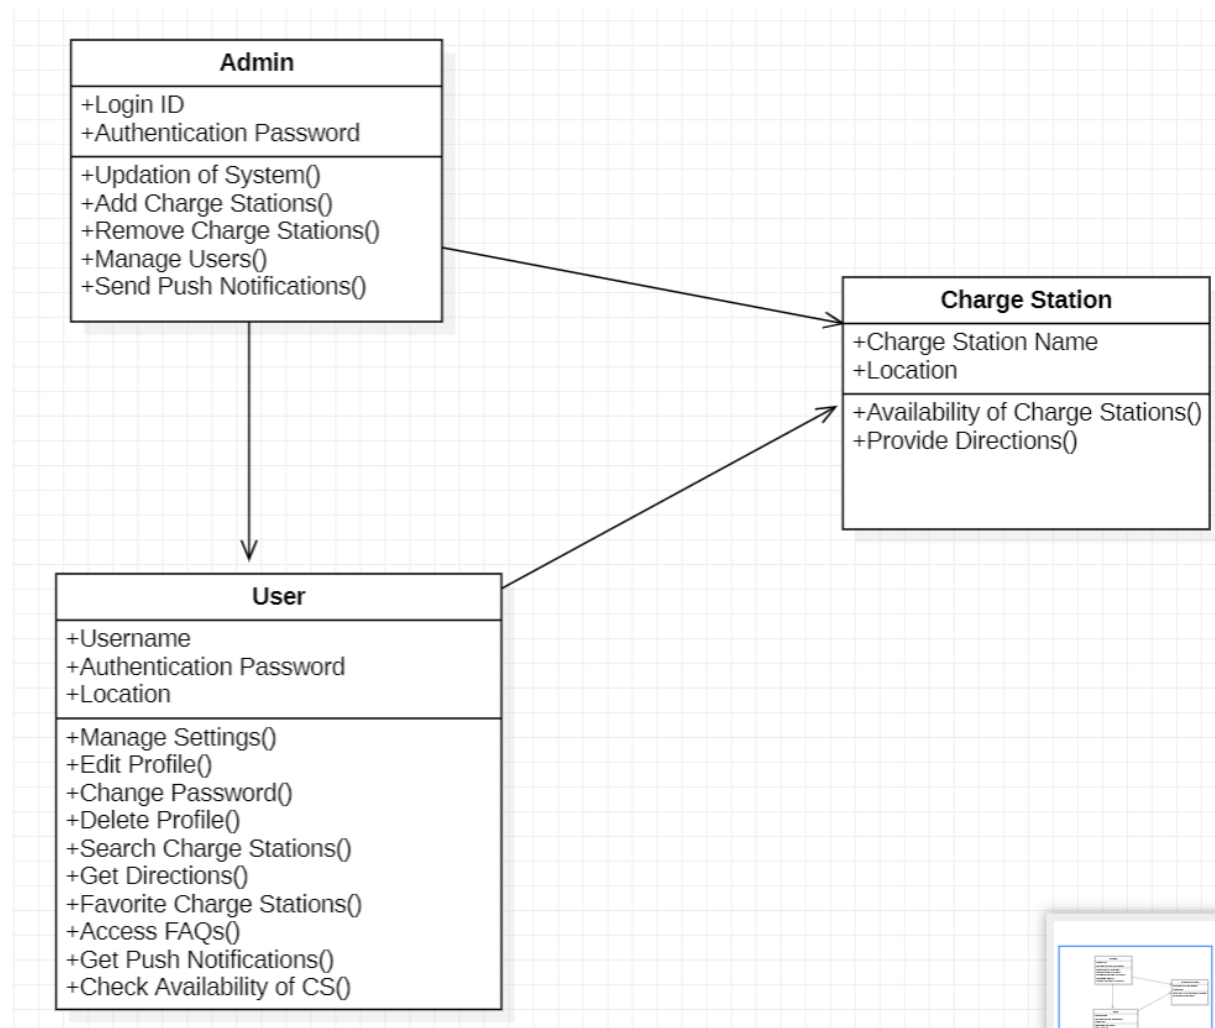 Admin
+Login ID
+Authentication Password
+Updation of System()
+Add Charge Stations()
+Remove Charge Stations()
+Manage Users()
+Send Push Notifications()
Charge Station
+Charge Station Name
+Location
+Availability of Charge Stations()
+Provide Directions()
User
+Username
+Authentication Password
+Location
+Manage Settings()
+Edit Profile()
+Change Password()
+Delete Profile()
+Search Charge Stations()
+Get Directions()
+Favorite Charge Stations()
+Access FAQs()
+Get Push Notifications()
+Check Availability of CS()